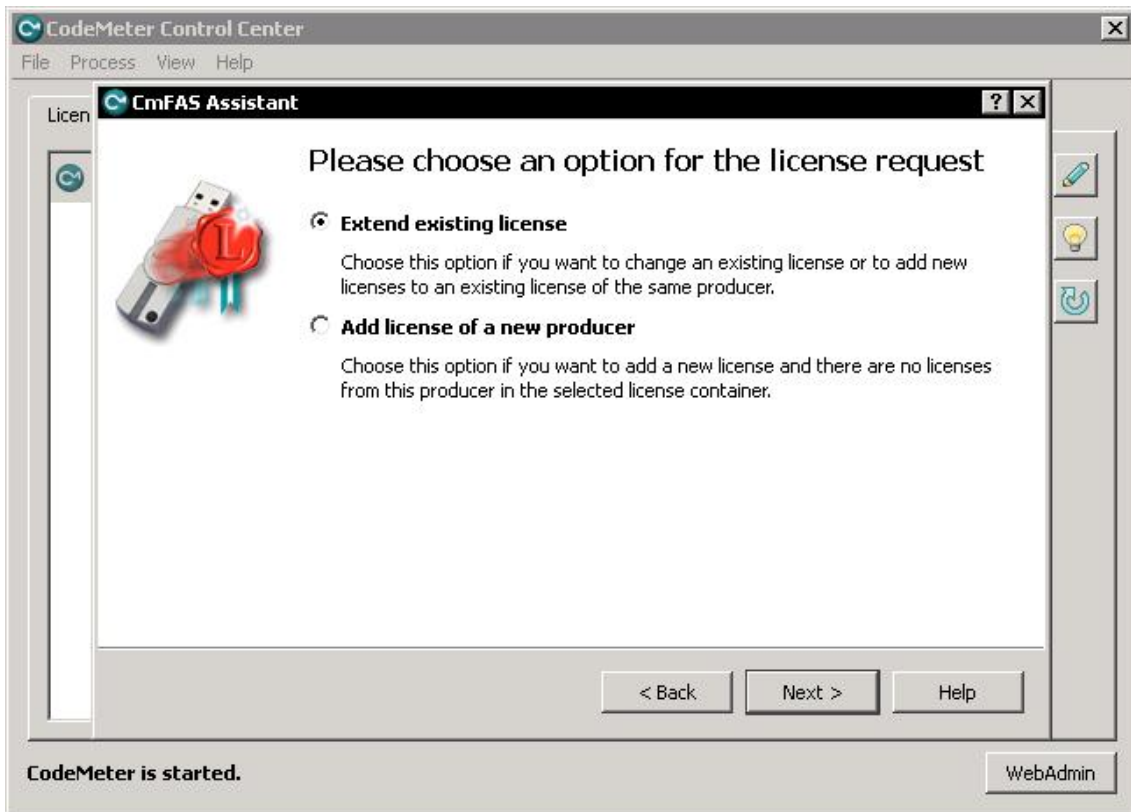 CodeMeter Control Center
File Process View Help
Licen
CmFAS Assistant
Please choose an option for the license request
Extend existing license
Choose this option if you want to change an existing license or to add new
licenses to an existing license of the same producer.
Add license of a new producer
Choose this option if you want to add a new license and there are no licenses
from this producer in the selected license container.
< Back Next > Help
CodeMeter is started.
WebAdmin